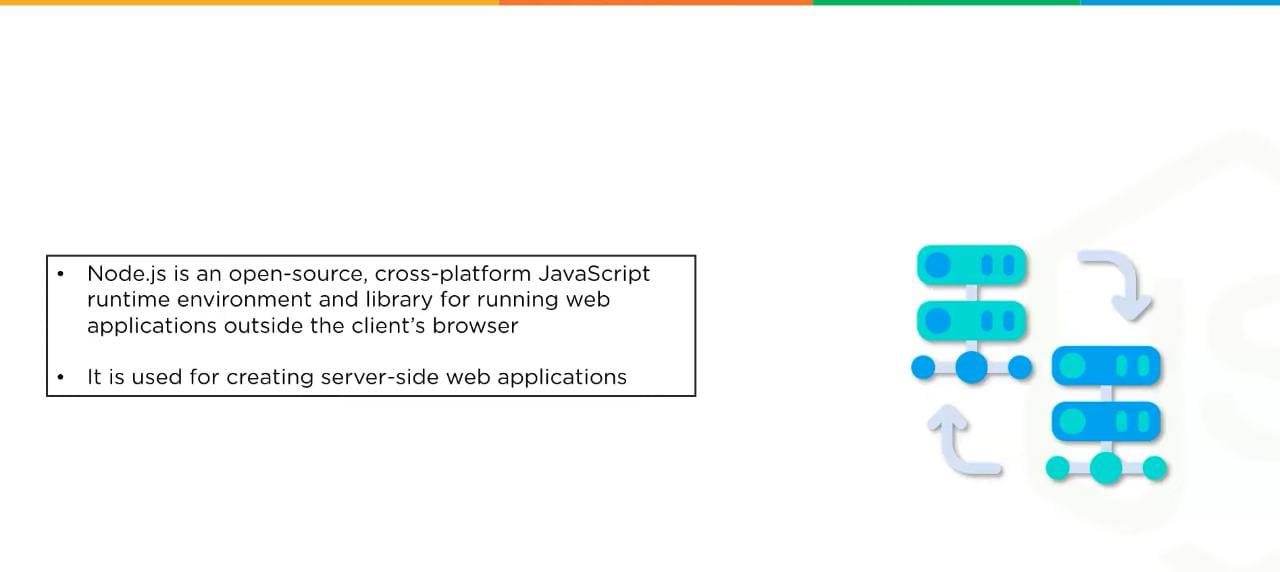 • Node.js is an open-source, cross-platform JavaScript
runtime environment and library for running web
applications outside the client’s browser
• It is used for creating server-side web applications
JS